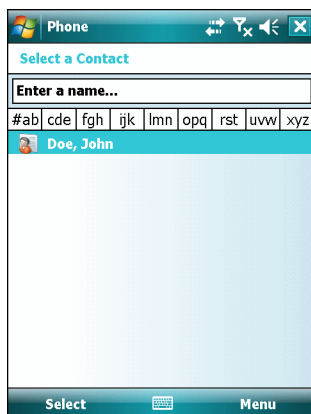 Phone
Select a Contact
Enter a name...
#ab cde fgh ijk lmn opq rst uvw xyz
Doe, John
Select Menu